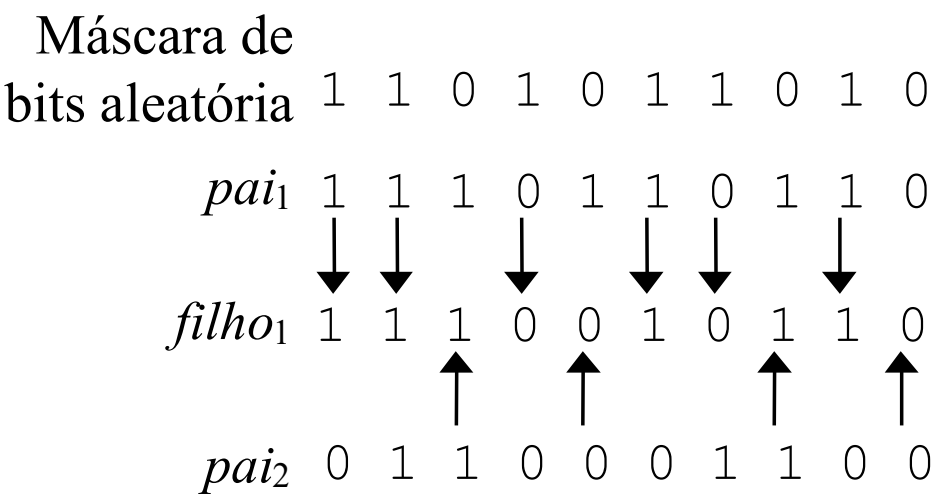 Máscara de
bits aleatória 1 1 0 1 0 1 1 0 1 0
pai1 1 1 1 0 1 1 0 1 1 0
filho1 1 1 1 0 0 1 0 1 1 0
pai2 0 1 1 0 0 0 1 1 0 0